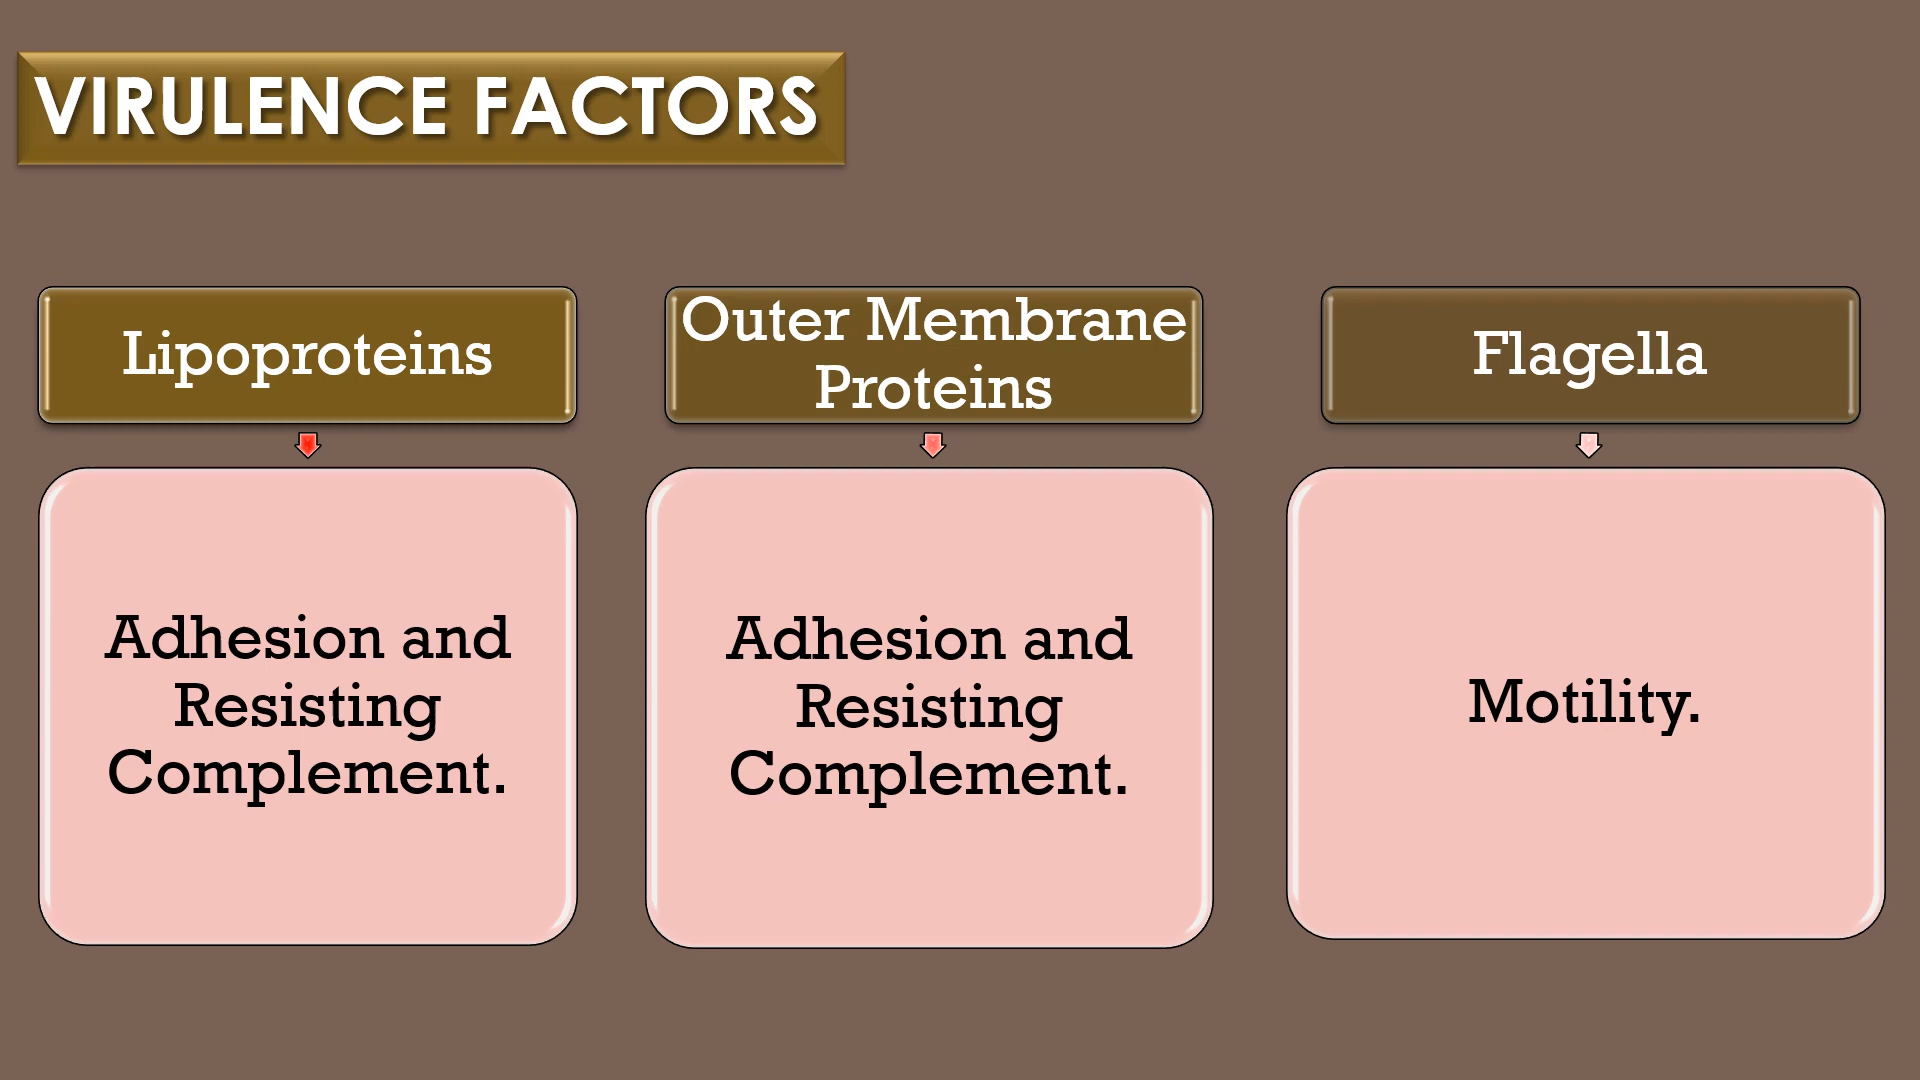 VIRULENCE FACTORS
Lipoproteins
Adhesion and
Resisting
Complement.
Outer Membrane
Proteins
Adhesion and
Resisting
Complement.
Flagella
Motility.